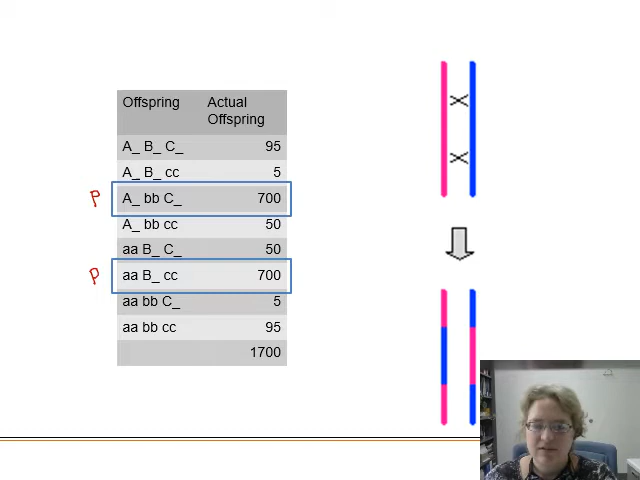 Offspring Actual Offspring
A_ B_ C_ 95
A_ B_ cc 5
P A_ bb C_ 700
A_ bb cc 50
aa B_ C_ 50
P aa B_ cc 700
aa bb C_ 5
aa bb cc 95
1700